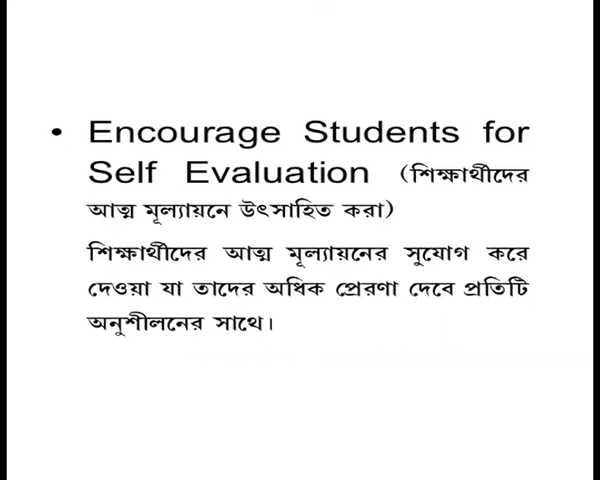 • Encourage Students for
Self Evaluation (শিক্ষার্থীদের
আত্ম মূল্যায়নে উৎসাহিত করা)
শিক্ষার্থীদের আত্ম মূল্যায়নের সুযোগ করে
দেওয়া যা তাদের অধিক প্রেরণা দেবে প্রতিটি
অনুশীলনের সাথে।